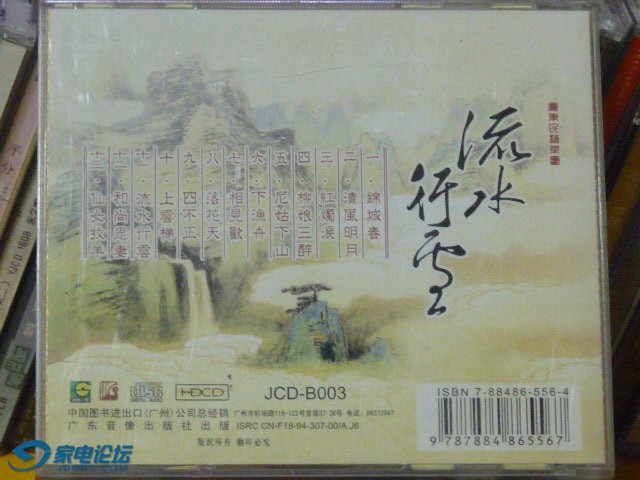 流水行雲
一·錦城春
二·清風明月
三·紅燭淚
四·柳娘三醉
五·尼姑下山
六·下漁舟
七·相見歡
八·落花天
九·四不正
十·上雲梯
十一·流水行雲
十二·和尚思妻
十三·仙女牧羊
HDCD
JCD-B003
中国图书进出口(广州)公司总经销
广东音像出版社出版 ISRC CN-F18-94-307-00/A.J6
版权所有 翻印必究
ISBN 7-88486-556-4
9 787884 865567
家电论坛